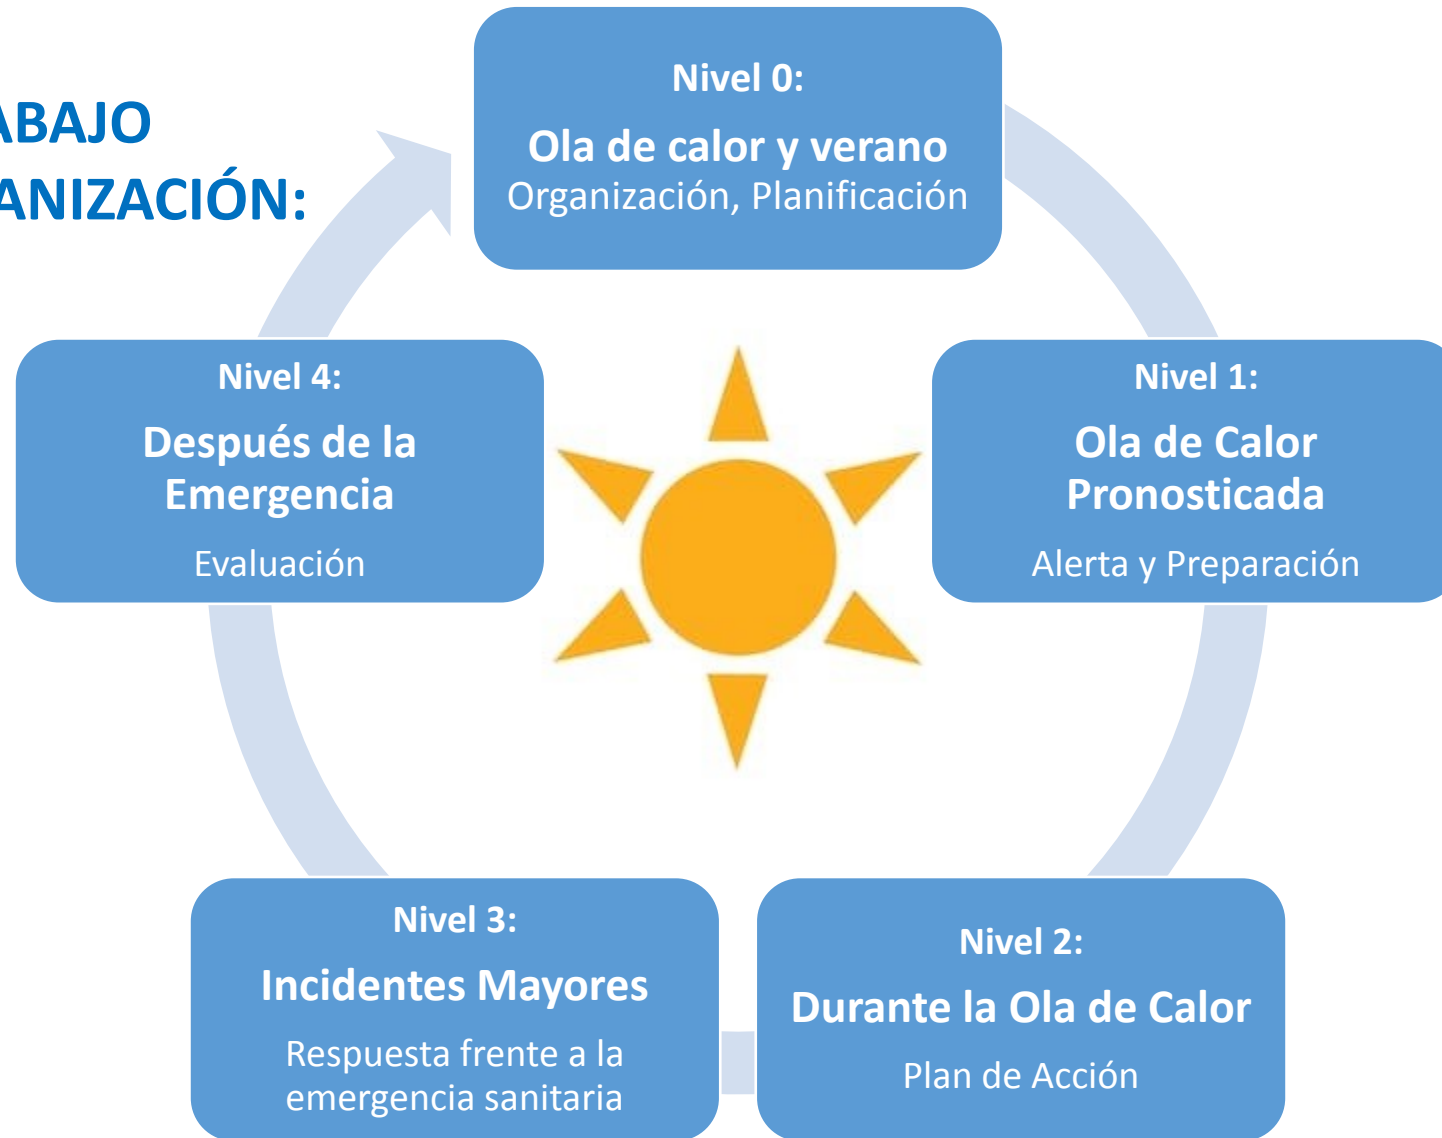 ABAJO
ANIZACIÓN:
Nivel 0:
Ola de calor y verano
Organización, Planificación
Nivel 1:
Ola de Calor
Pronosticada
Alerta y Preparación
Nivel 2:
Durante la Ola de Calor
Plan de Acción
Nivel 3:
Incidentes Mayores
Respuesta frente a la
emergencia sanitaria
Nivel 4:
Después de la
Emergencia
Evaluación